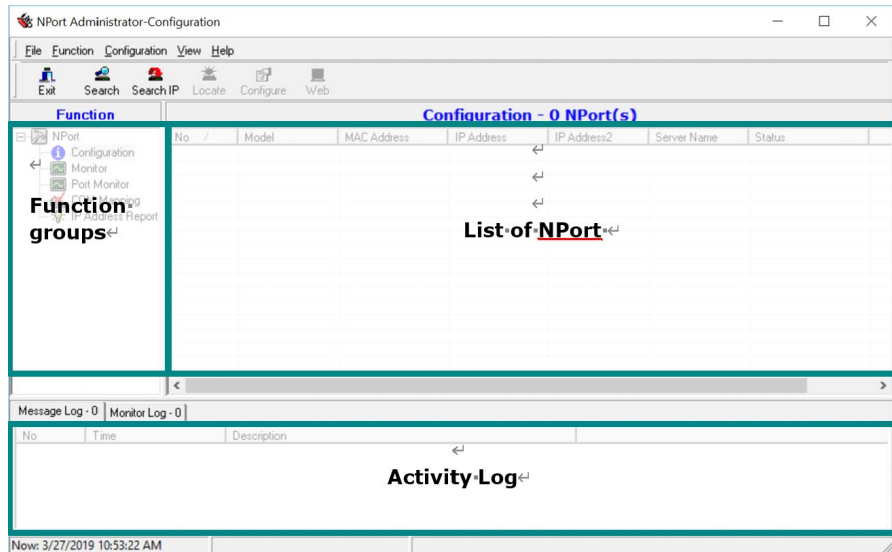 NPort Administrator-Configuration
File Function Configuration View Help
Exit Search Search IP Locate Configure Web
Function Configuration - 0 NPort(s)
NPort
Configuration
Monitor
Port Monitor
COM Mapping
IP Address Report
Function
groups
No Model MAC Address IP Address IP Address2 Server Name Status
List of NPort
Message Log - 0 Monitor Log - 0
No Time Description
Activity Log
Now: 3/27/2019 10:53:22 AM